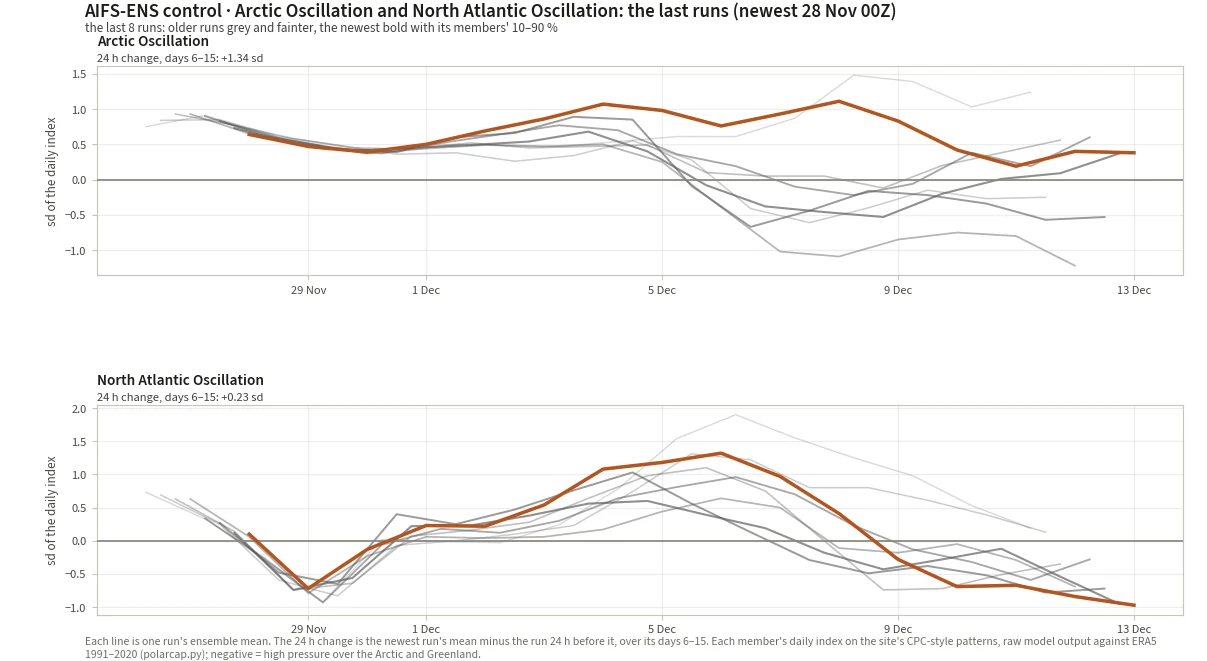 AIFS-ENS control · Arctic Oscillation and North Atlantic Oscillation: the last runs (newest 28 Nov 00Z)
the last 8 runs: older runs grey and fainter, the newest bold with its members' 10–90 %
Arctic Oscillation
24 h change, days 6–15: +1.34 sd
sd of the daily index
1.5
1.0
0.5
0.0
−0.5
−1.0
29 Nov 1 Dec 5 Dec 9 Dec 13 Dec
North Atlantic Oscillation
24 h change, days 6–15: +0.23 sd
sd of the daily index
2.0
1.5
1.0
0.5
0.0
−0.5
−1.0
29 Nov 1 Dec 5 Dec 9 Dec 13 Dec
Each line is one run's ensemble mean. The 24 h change is the newest run's mean minus the run 24 h before it, over its days 6–15. Each member's daily index on the site's CPC-style patterns, raw model output against ERA5
1991–2020 (polarcap.py); negative = high pressure over the Arctic and Greenland.